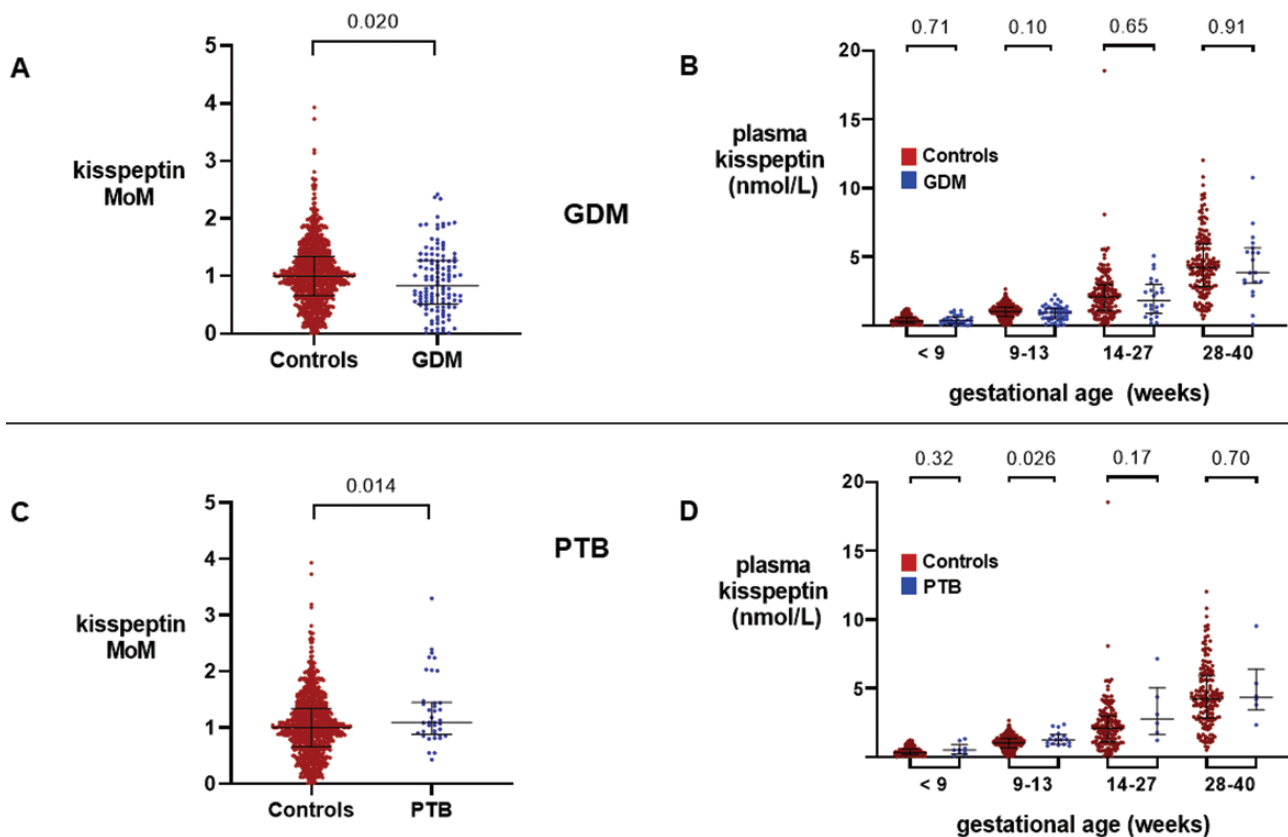 A
0.020
5
4
3
2
1
0
kisspeptin
MoM
Controls
GDM
GDM
B
0.71
0.10
0.65
0.91
20
15
10
5
plasma
kisspeptin
(nmol/L)
Controls
GDM
< 9
9-13
14-27
28-40
gestational age (weeks)
C
0.014
5
4
3
2
1
0
kisspeptin
MoM
Controls
PTB
PTB
D
0.32
0.026
0.17
0.70
20
15
10
5
plasma
kisspeptin
(nmol/L)
Controls
PTB
< 9
9-13
14-27
28-40
gestational age (weeks)